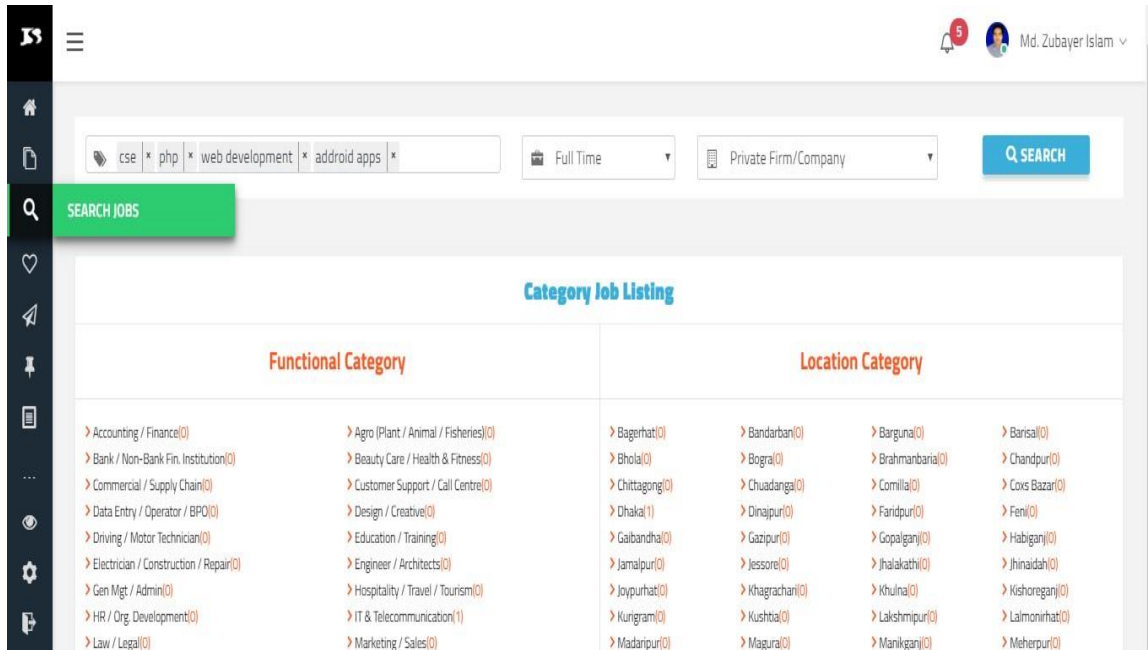 JS
5
Md. Zubayer Islam
cse × php × web development × addroid apps ×
Full Time
Private Firm/Company
SEARCH
SEARCH JOBS
Category Job Listing
Functional Category
Location Category
Accounting / Finance(0) Agro (Plant / Animal / Fisheries)(0) Bagerhat(0) Bandarban(0) Barguna(0) Barisal(0)
Bank / Non-Bank Fin. Institution(0) Beauty Care / Health & Fitness(0) Bhola(0) Bogra(0) Brahmanbaria(0) Chandpur(0)
Commercial / Supply Chain(0) Customer Support / Call Centre(0) Chittagong(0) Chuadanga(0) Comilla(0) Coxs Bazar(0)
Data Entry / Operator / BPO(0) Design / Creative(0) Dhaka(1) Dinajpur(0) Faridpur(0) Feni(0)
Driving / Motor Technician(0) Education / Training(0) Gaibandha(0) Gazipur(0) Gopalganj(0) Habiganj(0)
Electrician / Construction / Repair(0) Engineer / Architects(0) Jamalpur(0) Jessore(0) Jhalakathi(0) Jhinaidah(0)
Gen Mgt / Admin(0) Hospitality / Travel / Tourism(0) Joypurhat(0) Khagrachari(0) Khulna(0) Kishoreganj(0)
HR / Org. Development(0) IT & Telecommunication(1) Kurigram(0) Kushtia(0) Lakshmipur(0) Lalmonirhat(0)
Law / Legal(0) Marketing / Sales(0) Madaripur(0) Magura(0) Manikganj(0) Meherpur(0)